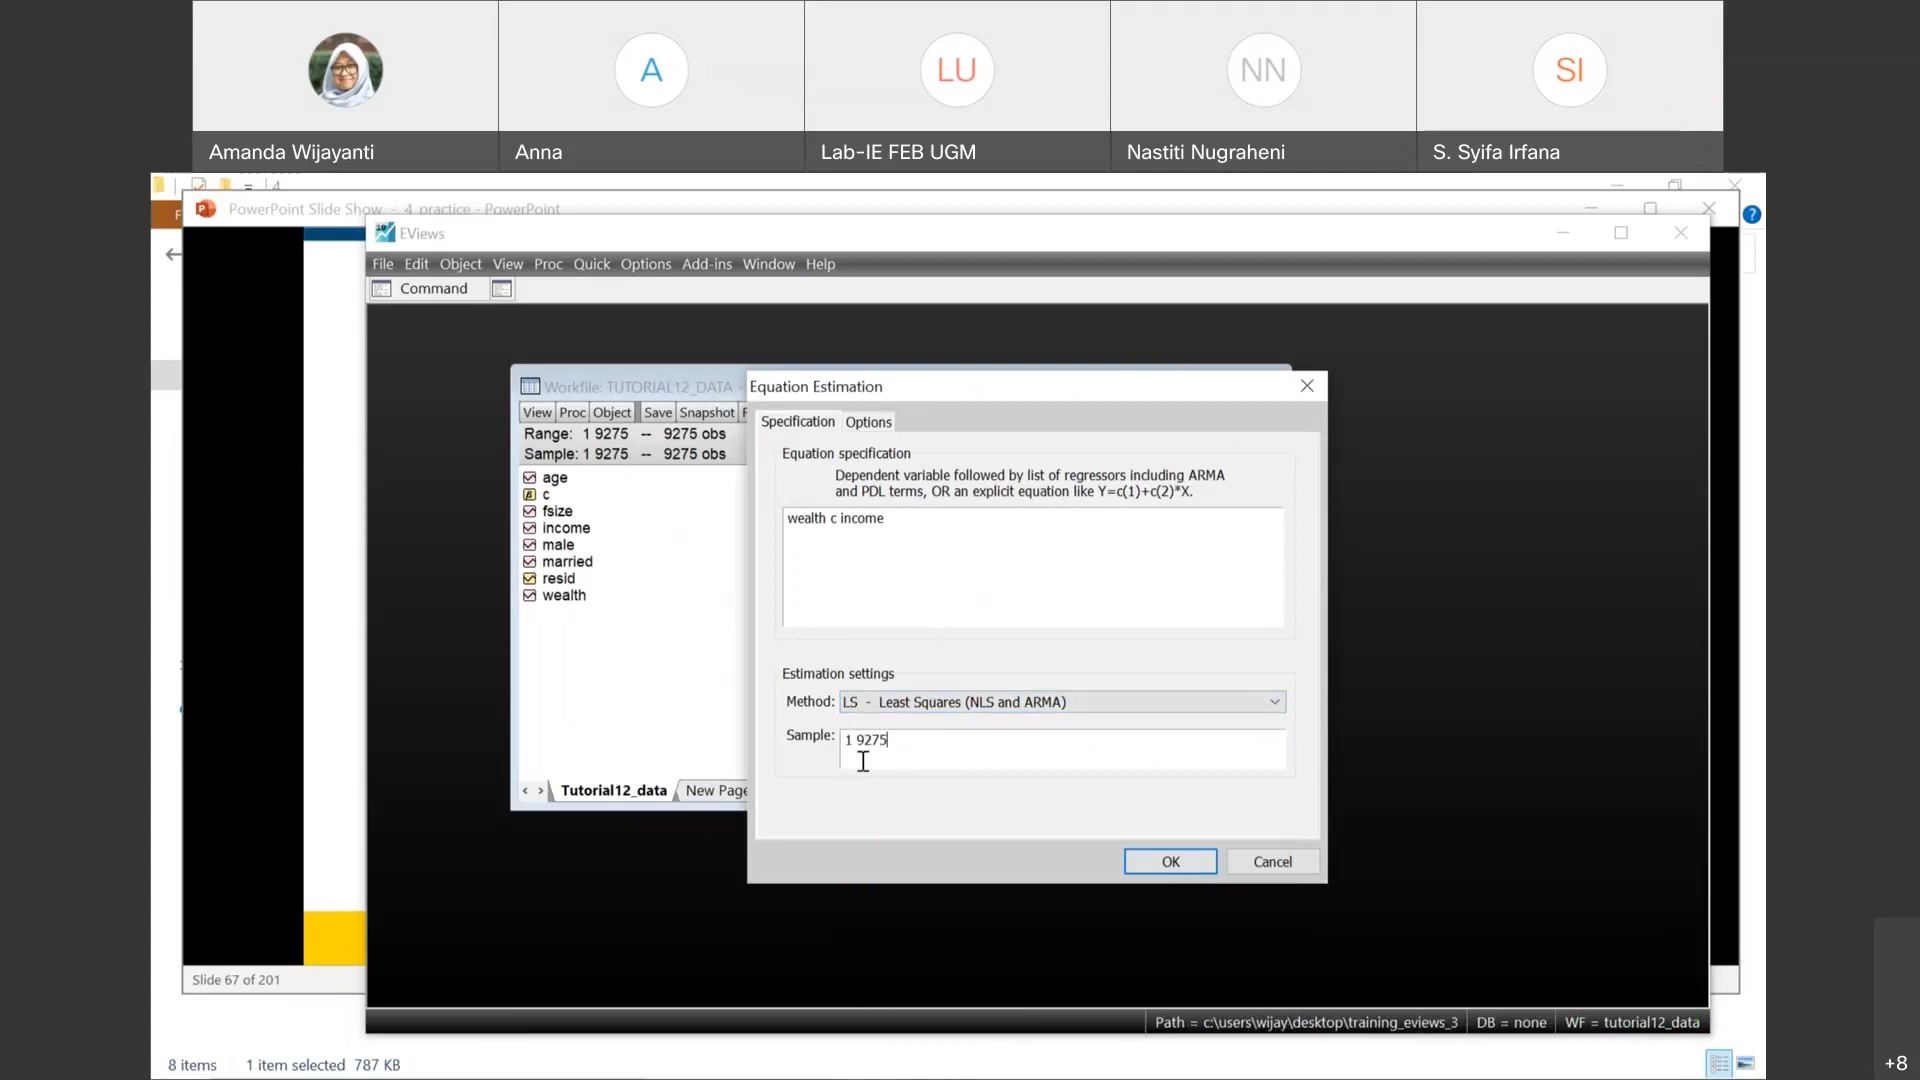 A
LU
NN
SI
Amanda Wijayanti
Anna
Lab-IE FEB UGM
Nastiti Nugraheni
S. Syifa Irfana
4
F
PowerPoint Slide Show - 4_practice - PowerPoint
EViews
File Edit Object View Proc Quick Options Add-ins Window Help
Command
Workfile: TUTORIAL12_DATA -
View Proc Object Save Snapshot F
Range: 1 9275 -- 9275 obs
Sample: 1 9275 -- 9275 obs
age
c
fsize
income
male
married
resid
wealth
Tutorial12_data New Page
Equation Estimation
Specification Options
Equation specification
Dependent variable followed by list of regressors including ARMA
and PDL terms, OR an explicit equation like Y=c(1)+c(2)*X.
wealth c income
Estimation settings
Method: LS - Least Squares (NLS and ARMA)
Sample: 1 9275
OK Cancel
Slide 67 of 201
Path = c:\users\wijay\desktop\training_eviews_3 DB = none WF = tutorial12_data
8 items 1 item selected 787 KB
+8